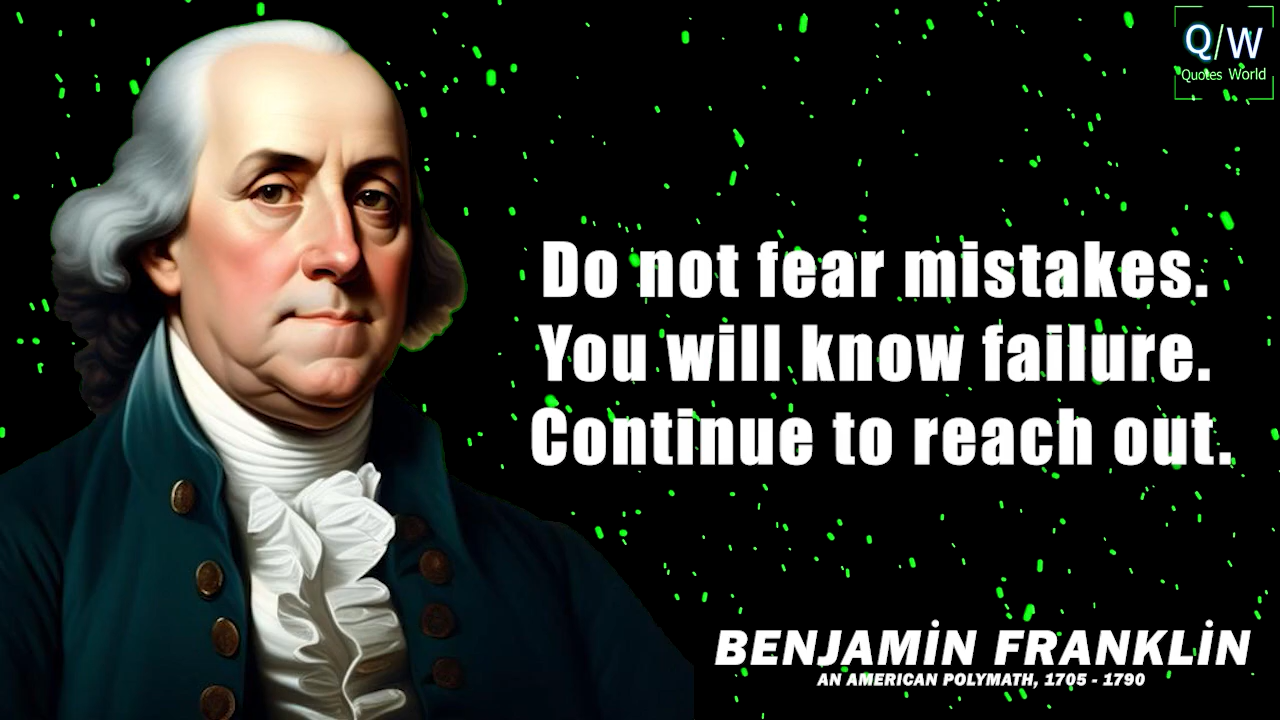 Q/W
Quotes World
Do not fear mistakes.
You will know failure.
Continue to reach out.
BENJAMİN FRANKLİN
AN AMERICAN POLYMATH, 1705 - 1790